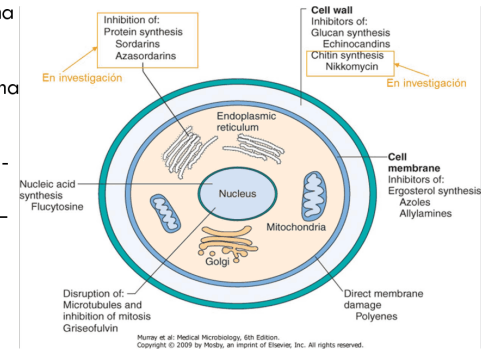 na
ma
-
–
Inhibition of:
Protein synthesis
Sordarins
Azasordarins
En investigación
Cell wall
Inhibitors of:
Glucan synthesis
Echinocandins
Chitin synthesis
Nikkomycin
En investigación
Endoplasmic
reticulum
Nucleic acid
synthesis
Flucytosine
Nucleus
Mitochondria
Golgi
Cell
membrane
Inhibitors of:
Ergosterol synthesis
Azoles
Allylamines
Disruption of:
Microtubules and
inhibition of mitosis
Griseofulvin
Direct membrane
damage
Polyenes
Murray et al: Medical Microbiology, 6th Edition.
Copyright © 2009 by Mosby, an imprint of Elsevier, Inc. All rights reserved.